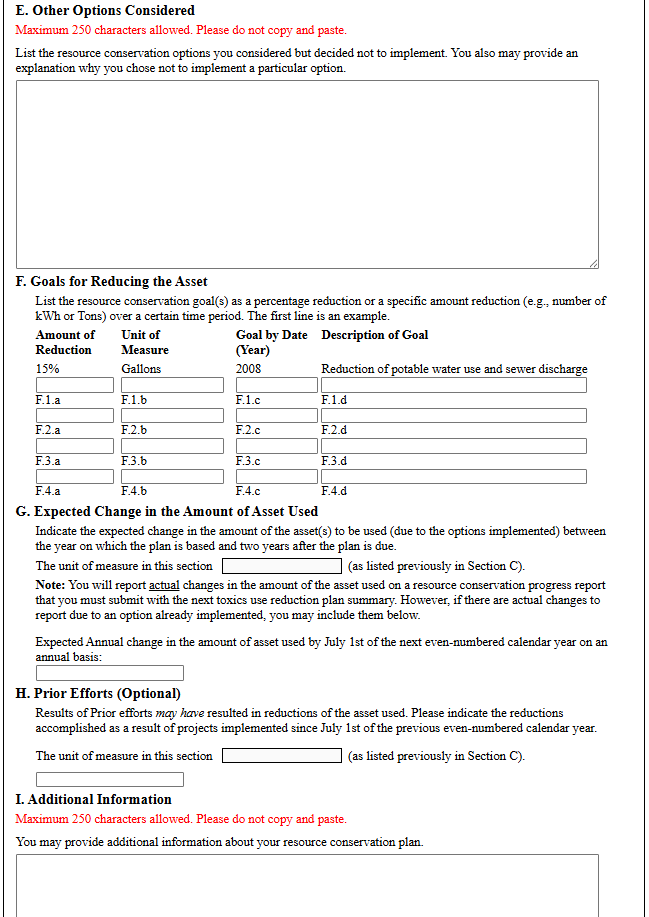 E. Other Options Considered
Maximum 250 characters allowed. Please do not copy and paste.
List the resource conservation options you considered but decided not to implement. You also may provide an
explanation why you chose not to implement a particular option.
F. Goals for Reducing the Asset
List the resource conservation goal(s) as a percentage reduction or a specific amount reduction (e.g., number of
kWh or Tons) over a certain time period. The first line is an example.
Amount of Reduction Unit of Measure Goal by Date (Year) Description of Goal
15% Gallons 2008 Reduction of potable water use and sewer discharge
F.1.a F.1.b F.1.c F.1.d
F.2.a F.2.b F.2.c F.2.d
F.3.a F.3.b F.3.c F.3.d
F.4.a F.4.b F.4.c F.4.d
G. Expected Change in the Amount of Asset Used
Indicate the expected change in the amount of the asset(s) to be used (due to the options implemented) between
the year on which the plan is based and two years after the plan is due.
The unit of measure in this section (as listed previously in Section C).
Note: You will report actual changes in the amount of the asset used on a resource conservation progress report
that you must submit with the next toxics use reduction plan summary. However, if there are actual changes to
report due to an option already implemented, you may include them below.
Expected Annual change in the amount of asset used by July 1st of the next even-numbered calendar year on an
annual basis:
H. Prior Efforts (Optional)
Results of Prior efforts may have resulted in reductions of the asset used. Please indicate the reductions
accomplished as a result of projects implemented since July 1st of the previous even-numbered calendar year.
The unit of measure in this section (as listed previously in Section C).
I. Additional Information
Maximum 250 characters allowed. Please do not copy and paste.
You may provide additional information about your resource conservation plan.